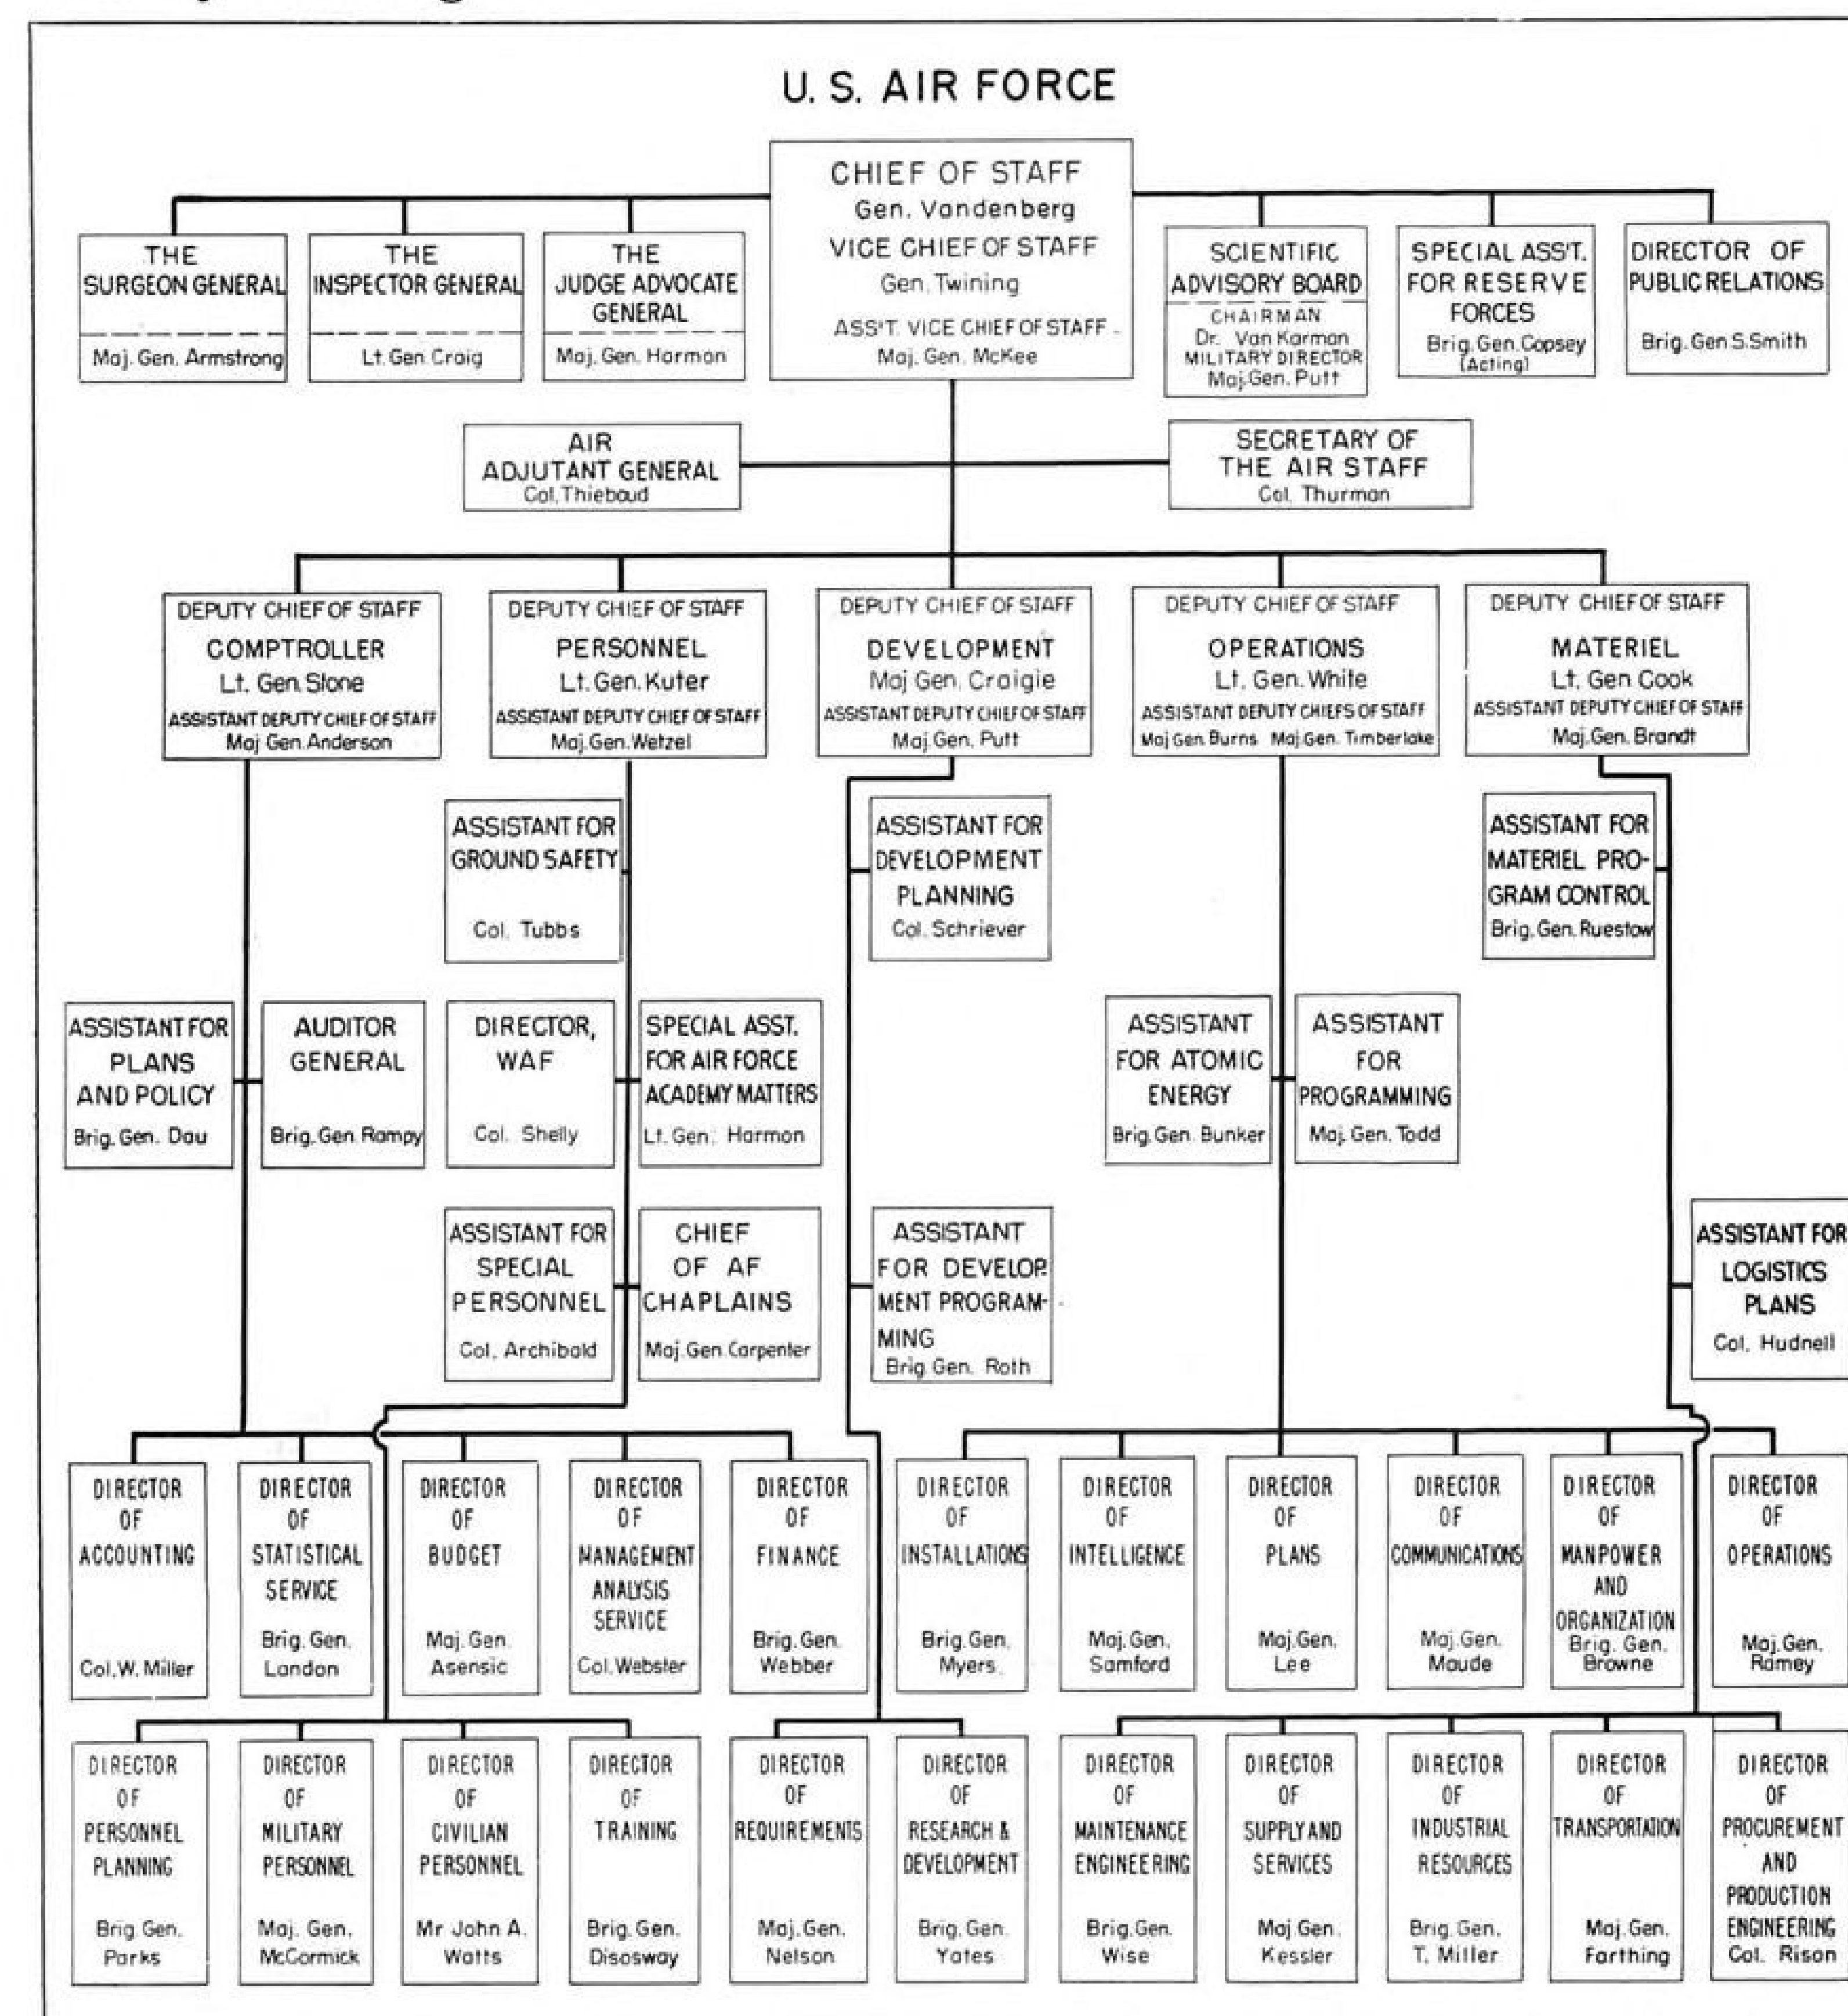 U. S. AIR FORCE
CHIEF OF STAFF
Gen. Vandenberg
VICE CHIEF OF STAFF
Gen. Twining
ASS'T. VICE CHIEF OF STAFF
Maj. Gen. McKee
THE
SURGEON GENERAL
Maj. Gen. Armstrong
THE
INSPECTOR GENERAL
Lt. Gen. Craig
THE
JUDGE ADVOCATE
GENERAL
Maj. Gen. Harmon
SCIENTIFIC
ADVISORY BOARD
CHAIRMAN
Dr. Van Karman
MILITARY DIRECTOR
Maj. Gen. Putt
SPECIAL ASS'T.
FOR RESERVE
FORCES
Brig. Gen. Copsey
(Acting)
DIRECTOR OF
PUBLIC RELATIONS
Brig. Gen S. Smith
AIR
ADJUTANT GENERAL
Col. Thiebaud
SECRETARY OF
THE AIR STAFF
Col. Thurman
DEPUTY CHIEF OF STAFF
COMPTROLLER
Lt. Gen. Stone
ASSISTANT DEPUTY CHIEF OF STAFF
Maj Gen. Anderson
DEPUTY CHIEF OF STAFF
PERSONNEL
Lt. Gen. Kuter
ASSISTANT DEPUTY CHIEF OF STAFF
Maj. Gen. Wetzel
DEPUTY CHIEF OF STAFF
DEVELOPMENT
Maj Gen. Craigie
ASSISTANT DEPUTY CHIEF OF STAFF
Maj. Gen. Putt
DEPUTY CHIEF OF STAFF
OPERATIONS
Lt. Gen. White
ASSISTANT DEPUTY CHIEFS OF STAFF
Maj Gen. Burns Maj. Gen. Timberlake
DEPUTY CHIEF OF STAFF
MATERIEL
Lt. Gen Cook
ASSISTANT DEPUTY CHIEF OF STAFF
Maj. Gen. Brandt
ASSISTANT FOR
GROUND SAFETY
Col. Tubbs
ASSISTANT FOR
DEVELOPMENT
PLANNING
Col. Schriever
ASSISTANT FOR
MATERIEL PRO-
GRAM CONTROL
Brig. Gen. Ruestow
ASSISTANT FOR
PLANS
AND POLICY
Brig. Gen. Dau
AUDITOR
GENERAL
Brig. Gen. Rampy
DIRECTOR,
WAF
Col. Shelly
SPECIAL ASST.
FOR AIR FORCE
ACADEMY MATTERS
Lt. Gen. Harmon
ASSISTANT
FOR ATOMIC
ENERGY
Brig. Gen. Bunker
ASSISTANT
FOR
PROGRAMMING
Maj. Gen. Todd
ASSISTANT FOR
SPECIAL
PERSONNEL
Col. Archibald
CHIEF
OF AF
CHAPLAINS
Maj. Gen. Carpenter
ASSISTANT
FOR DEVELOP-
MENT PROGRAM-
MING
Brig. Gen. Roth
ASSISTANT FOR
LOGISTICS
PLANS
Col. Hudnell
DIRECTOR
OF
ACCOUNTING
Col. W. Miller
DIRECTOR
OF
STATISTICAL
SERVICE
Brig. Gen.
Landon
DIRECTOR
OF
BUDGET
Maj. Gen
Asensic
DIRECTOR
OF
MANAGEMENT
ANALYSIS
SERVICE
Col. Webster
DIRECTOR
OF
FINANCE
Brig. Gen.
Webber
DIRECTOR
OF
INSTALLATIONS
Brig. Gen.
Myers
DIRECTOR
OF
INTELLIGENCE
Maj. Gen.
Samford
DIRECTOR
OF
PLANS
Maj. Gen.
Lee
DIRECTOR
OF
COMMUNICATIONS
Maj. Gen.
Maude
DIRECTOR
OF
MANPOWER
AND
ORGANIZATION
Brig. Gen.
Browne
DIRECTOR
OF
OPERATIONS
Maj. Gen.
Ramey
DIRECTOR
OF
PERSONNEL
PLANNING
Brig. Gen.
Parks
DIRECTOR
OF
MILITARY
PERSONNEL
Maj. Gen.
McCormick
DIRECTOR
OF
CIVILIAN
PERSONNEL
Mr John A.
Watts
DIRECTOR
OF
TRAINING
Brig. Gen.
Disosway
DIRECTOR
OF
REQUIREMENTS
Maj. Gen.
Nelson
DIRECTOR
OF
RESEARCH &
DEVELOPMENT
Brig. Gen.
Yates
DIRECTOR
OF
MAINTENANCE
ENGINEERING
Brig. Gen.
Wise
DIRECTOR
OF
SUPPLY AND
SERVICES
Maj. Gen.
Kessler
DIRECTOR
OF
INDUSTRIAL
RESOURCES
Brig. Gen.
T. Miller
DIRECTOR
OF
TRANSPORTATION
Maj. Gen.
Farthing
DIRECTOR
OF
PROCUREMENT
AND
PRODUCTION
ENGINEERING
Col. Rison